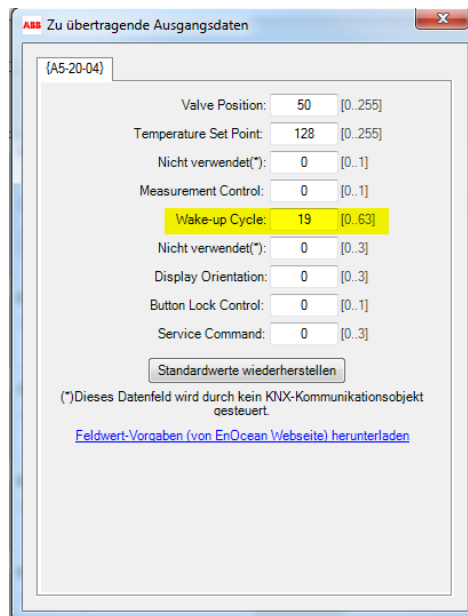 ABB Zu übertragende Ausgangsdaten
{A5-20-04}
Valve Position: 50 [0..255]
Temperature Set Point: 128 [0..255]
Nicht verwendet(*): 0 [0..1]
Measurement Control: 0 [0..1]
Wake-up Cycle: 19 [0..63]
Nicht verwendet(*): 0 [0..3]
Display Orientation: 0 [0..3]
Button Lock Control: 0 [0..1]
Service Command: 0 [0..3]
Standardwerte wiederherstellen
(*)Dieses Datenfeld wird durch kein KNX-Kommunikationsobjekt
gesteuert.
Feldwert-Vorgaben (von EnOcean Webseite) herunterladen